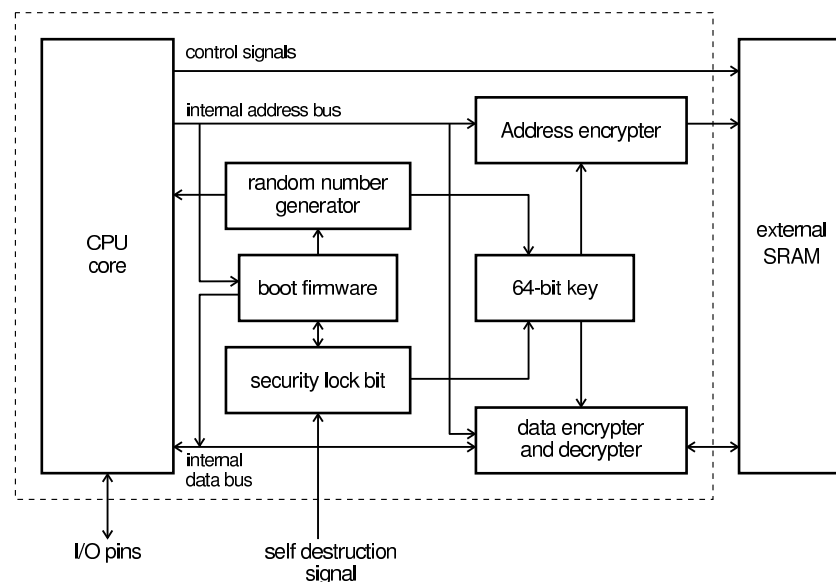 control signals
internal address bus
Address encrypter
random number
generator
CPU
core
external
SRAM
boot firmware
64-bit key
security lock bit
data encrypter
and decrypter
internal
data bus
I/O pins
self destruction
signal